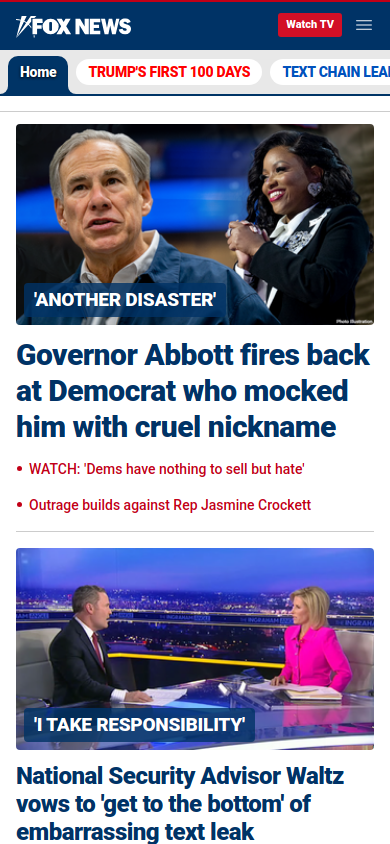 FOX NEWS
Watch TV
Home
TRUMP'S FIRST 100 DAYS
TEXT CHAIN LEA
'ANOTHER DISASTER'
Photo Illustration
Governor Abbott fires back
at Democrat who mocked
him with cruel nickname
WATCH: 'Dems have nothing to sell but hate'
Outrage builds against Rep Jasmine Crockett
'I TAKE RESPONSIBILITY'
National Security Advisor Waltz
vows to 'get to the bottom' of
embarrassing text leak